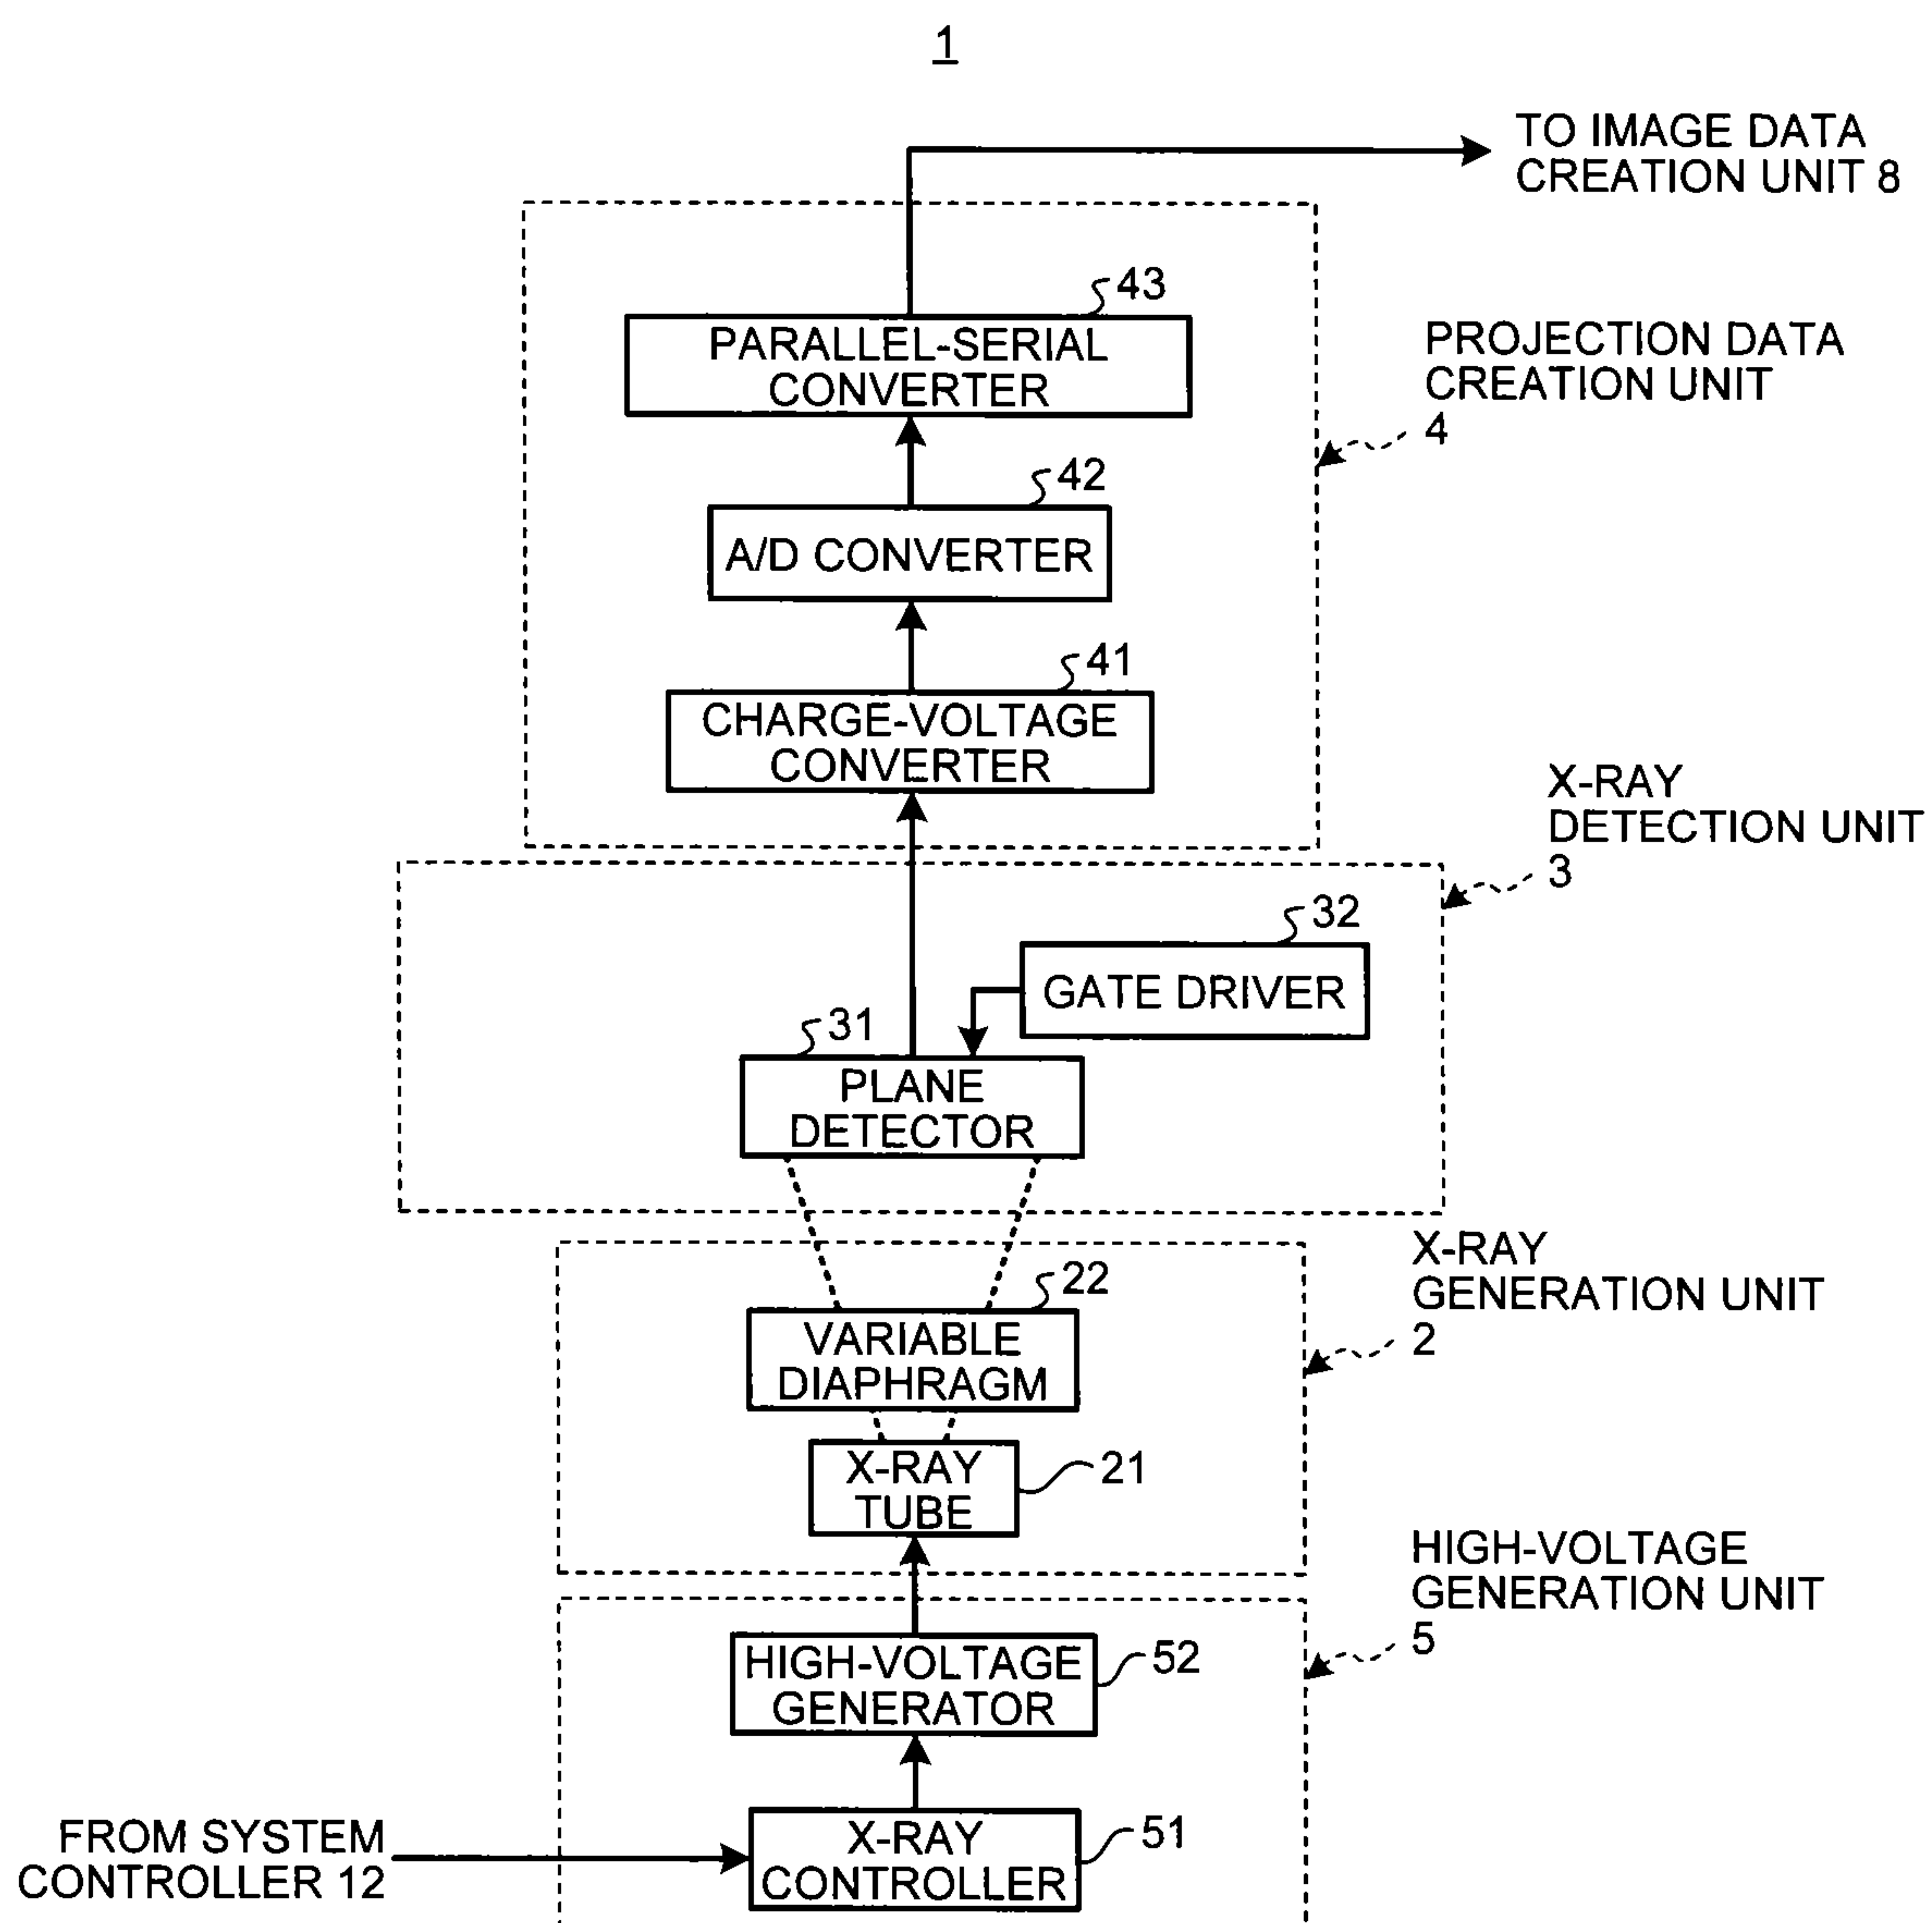 1
TO IMAGE DATA
CREATION UNIT 8
43
PARALLEL-SERIAL
CONVERTER
PROJECTION DATA
CREATION UNIT
4
42
A/D CONVERTER
41
CHARGE-VOLTAGE
CONVERTER
X-RAY
DETECTION UNIT
3
32
GATE DRIVER
31
PLANE
DETECTOR
X-RAY
GENERATION UNIT
2
22
VARIABLE
DIAPHRAGM
X-RAY
TUBE
21
HIGH-VOLTAGE
GENERATION UNIT
5
HIGH-VOLTAGE
GENERATOR
52
FROM SYSTEM
CONTROLLER 12
X-RAY
CONTROLLER
51